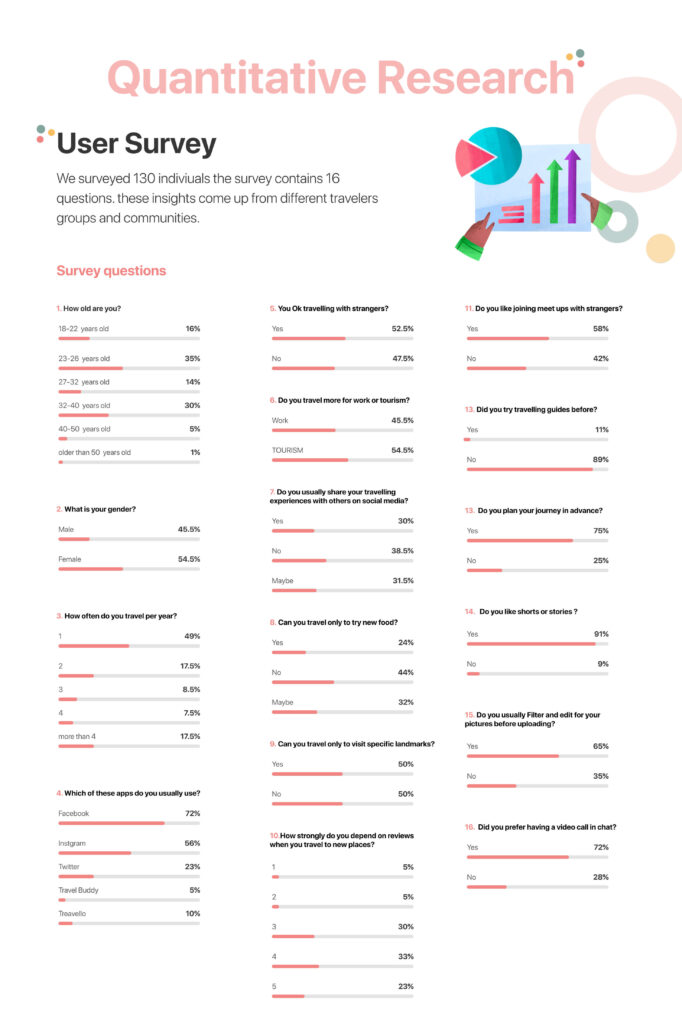 Quantitative Research
User Survey
We surveyed 130 indiviuals the survey contains 16
questions. these insights come up from different travelers
groups and communities.
Survey questions
1. How old are you?
18-22 years old 16%
23-26 years old 35%
27-32 years old 14%
32-40 years old 30%
40-50 years old 5%
older than 50 years old 1%
2. What is your gender?
Male 45.5%
Female 54.5%
3. How often do you travel per year?
1 49%
2 17.5%
3 8.5%
4 7.5%
more than 4 17.5%
4. Which of these apps do you usually use?
Facebook 72%
Instgram 56%
Twitter 23%
Travel Buddy 5%
Treavello 10%
5. You Ok travelling with strangers?
Yes 52.5%
No 47.5%
6. Do you travel more for work or tourism?
Work 45.5%
TOURISM 54.5%
7. Do you usually share your travelling
experiences with others on social media?
Yes 30%
No 38.5%
Maybe 31.5%
8. Can you travel only to try new food?
Yes 24%
No 44%
Maybe 32%
9. Can you travel only to visit specific landmarks?
Yes 50%
No 50%
10.How strongly do you depend on reviews
when you travel to new places?
1 5%
2 5%
3 30%
4 33%
5 23%
11. Do you like joining meet ups with strangers?
Yes 58%
No 42%
13. Did you try travelling guides before?
Yes 11%
No 89%
13. Do you plan your journey in advance?
Yes 75%
No 25%
14. Do you like shorts or stories ?
Yes 91%
No 9%
15. Do you usually Filter and edit for your
pictures before uploading?
Yes 65%
No 35%
16. Did you prefer having a video call in chat?
Yes 72%
No 28%